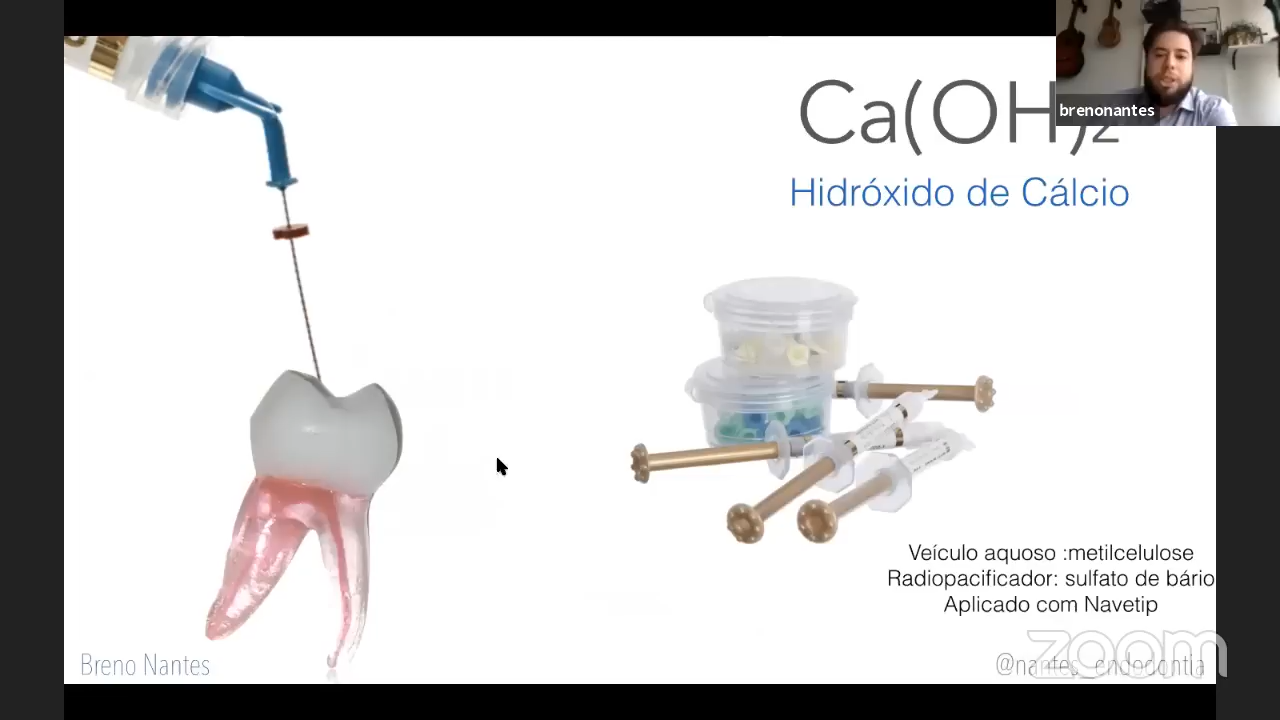 Ca(OH)2
brenonantes
Hidróxido de Cálcio
Veículo aquoso :metilcelulose
Radiopacificador: sulfato de bário
Aplicado com Navetip
Breno Nantes
@nantes_endodontia
zoom